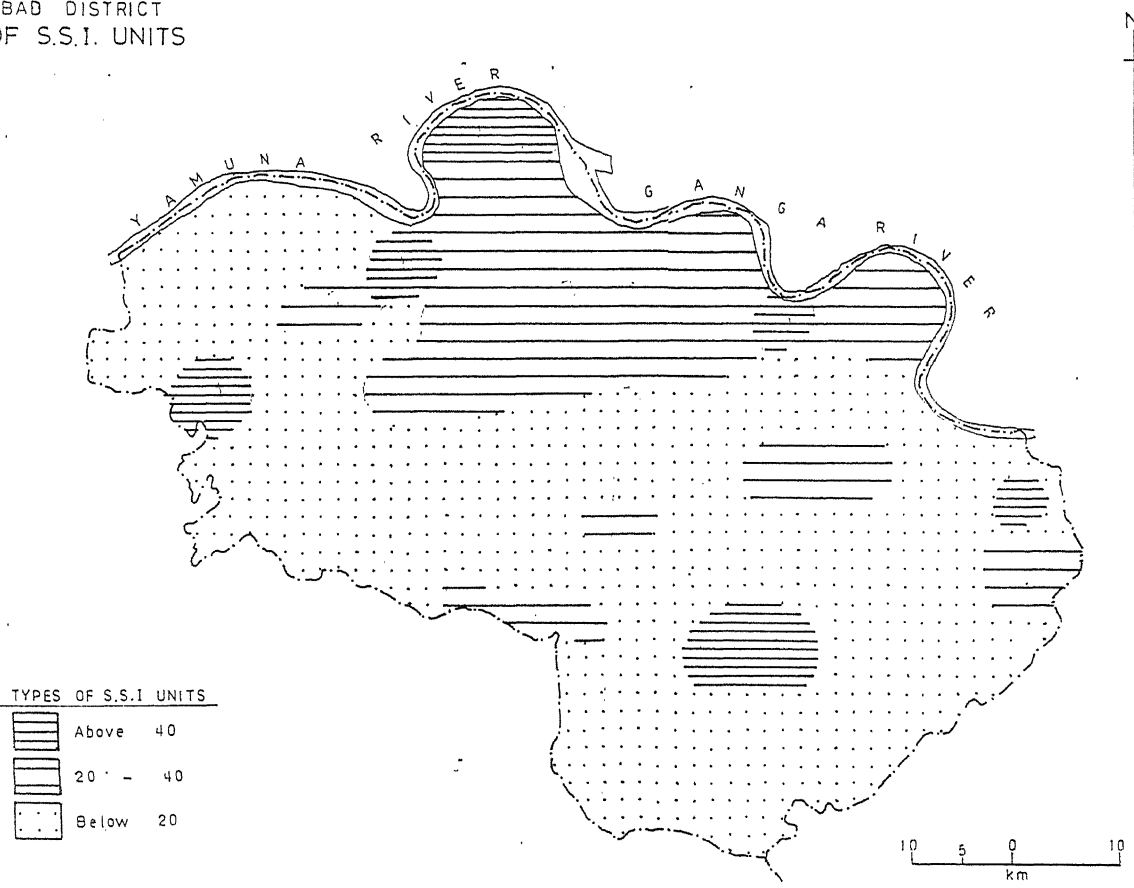 BAD DISTRICT
OF S.S.I. UNITS
N
YAMUNA RIVER
GANGA RIVER
TYPES OF S.S.I UNITS
Above 40
20 - 40
Below 20
10 5 0 10
km